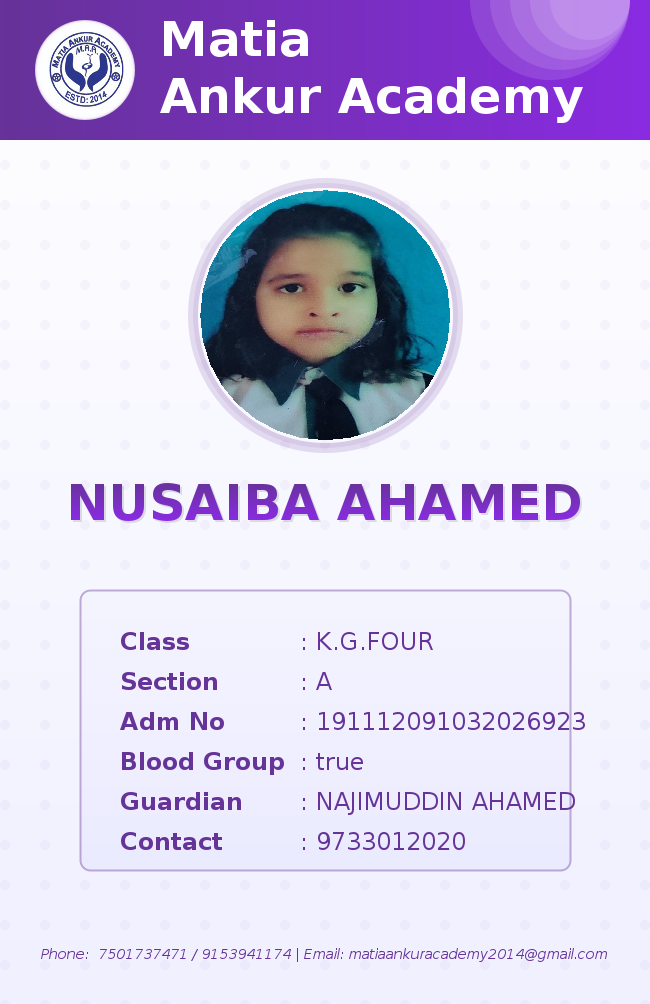 MATIA ANKUR ACADEMY
M.A.A
ESTD: 2014
Matia
Ankur Academy
NUSAIBA AHAMED
Class : K.G.FOUR
Section : A
Adm No : 191112091032026923
Blood Group : true
Guardian : NAJIMUDDIN AHAMED
Contact : 9733012020
Phone: 7501737471 / 9153941174 | Email: matiaankuracademy2014@gmail.com